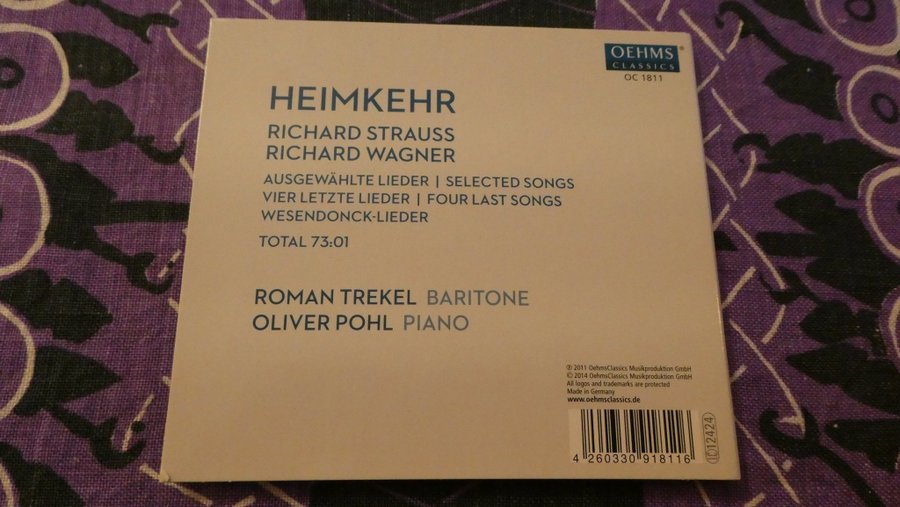 OEHMS
CLASSICS
OC 1811
HEIMKEHR
RICHARD STRAUSS
RICHARD WAGNER
AUSGEWÄHLTE LIEDER | SELECTED SONGS
VIER LETZTE LIEDER | FOUR LAST SONGS
WESENDONCK-LIEDER
TOTAL 73:01
ROMAN TREKEL BARITONE
OLIVER POHL PIANO
℗ 2011 OehmsClassics Musikproduktion GmbH
© 2014 OehmsClassics Musikproduktion GmbH
All logos and trademarks are protected
Made in Germany
www.oehmsclassics.de
4 260330 918116
LC 12424